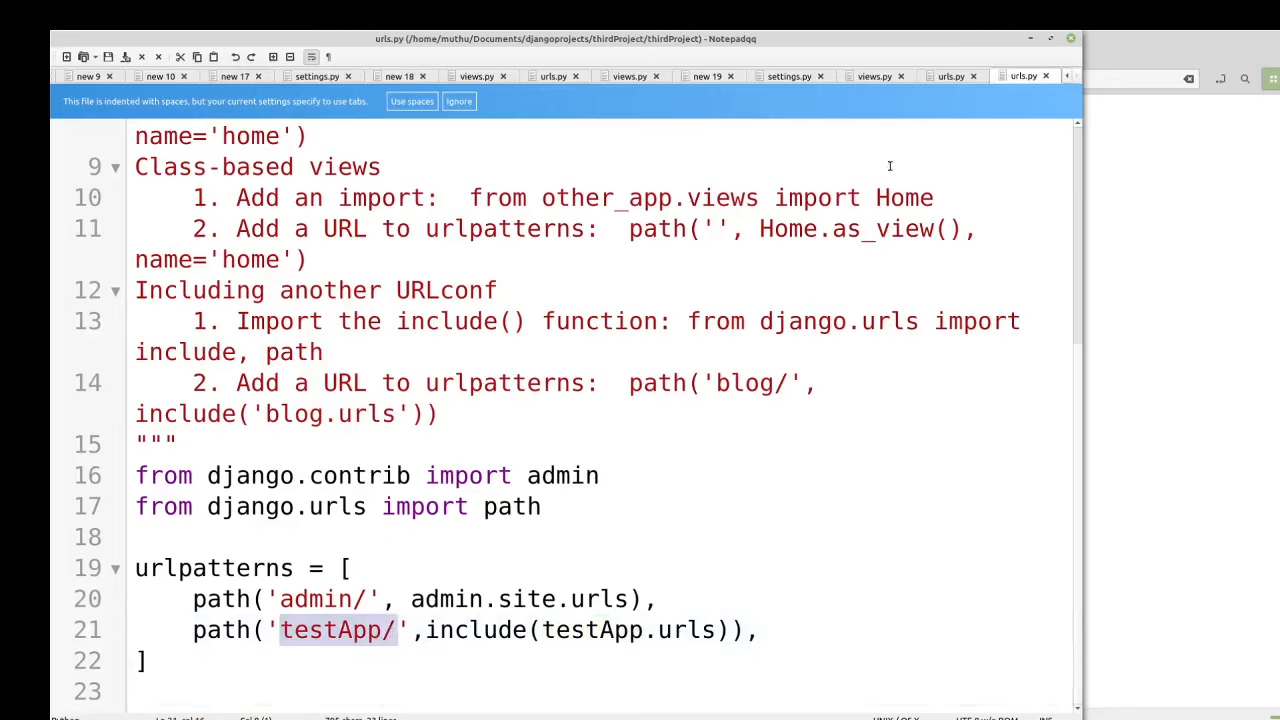 urls.py (/home/muthu/Documents/djangoprojects/thirdProject/thirdProject) - Notepadqq
new 9 new 10 new 17 settings.py new 18 views.py urls.py views.py new 19 settings.py views.py urls.py urls.py
This file is indented with spaces, but your current settings specify to use tabs. Use spaces Ignore
name='home')
9 Class-based views
10 1. Add an import:  from other_app.views import Home
11 2. Add a URL to urlpatterns:  path('', Home.as_view(),
name='home')
12 Including another URLconf
13 1. Import the include() function: from django.urls import
include, path
14 2. Add a URL to urlpatterns:  path('blog/',
include('blog.urls'))
15 """
16 from django.contrib import admin
17 from django.urls import path
18
19 urlpatterns = [
20 path('admin/', admin.site.urls),
21 path('testApp/',include(testApp.urls)),
22 ]
23